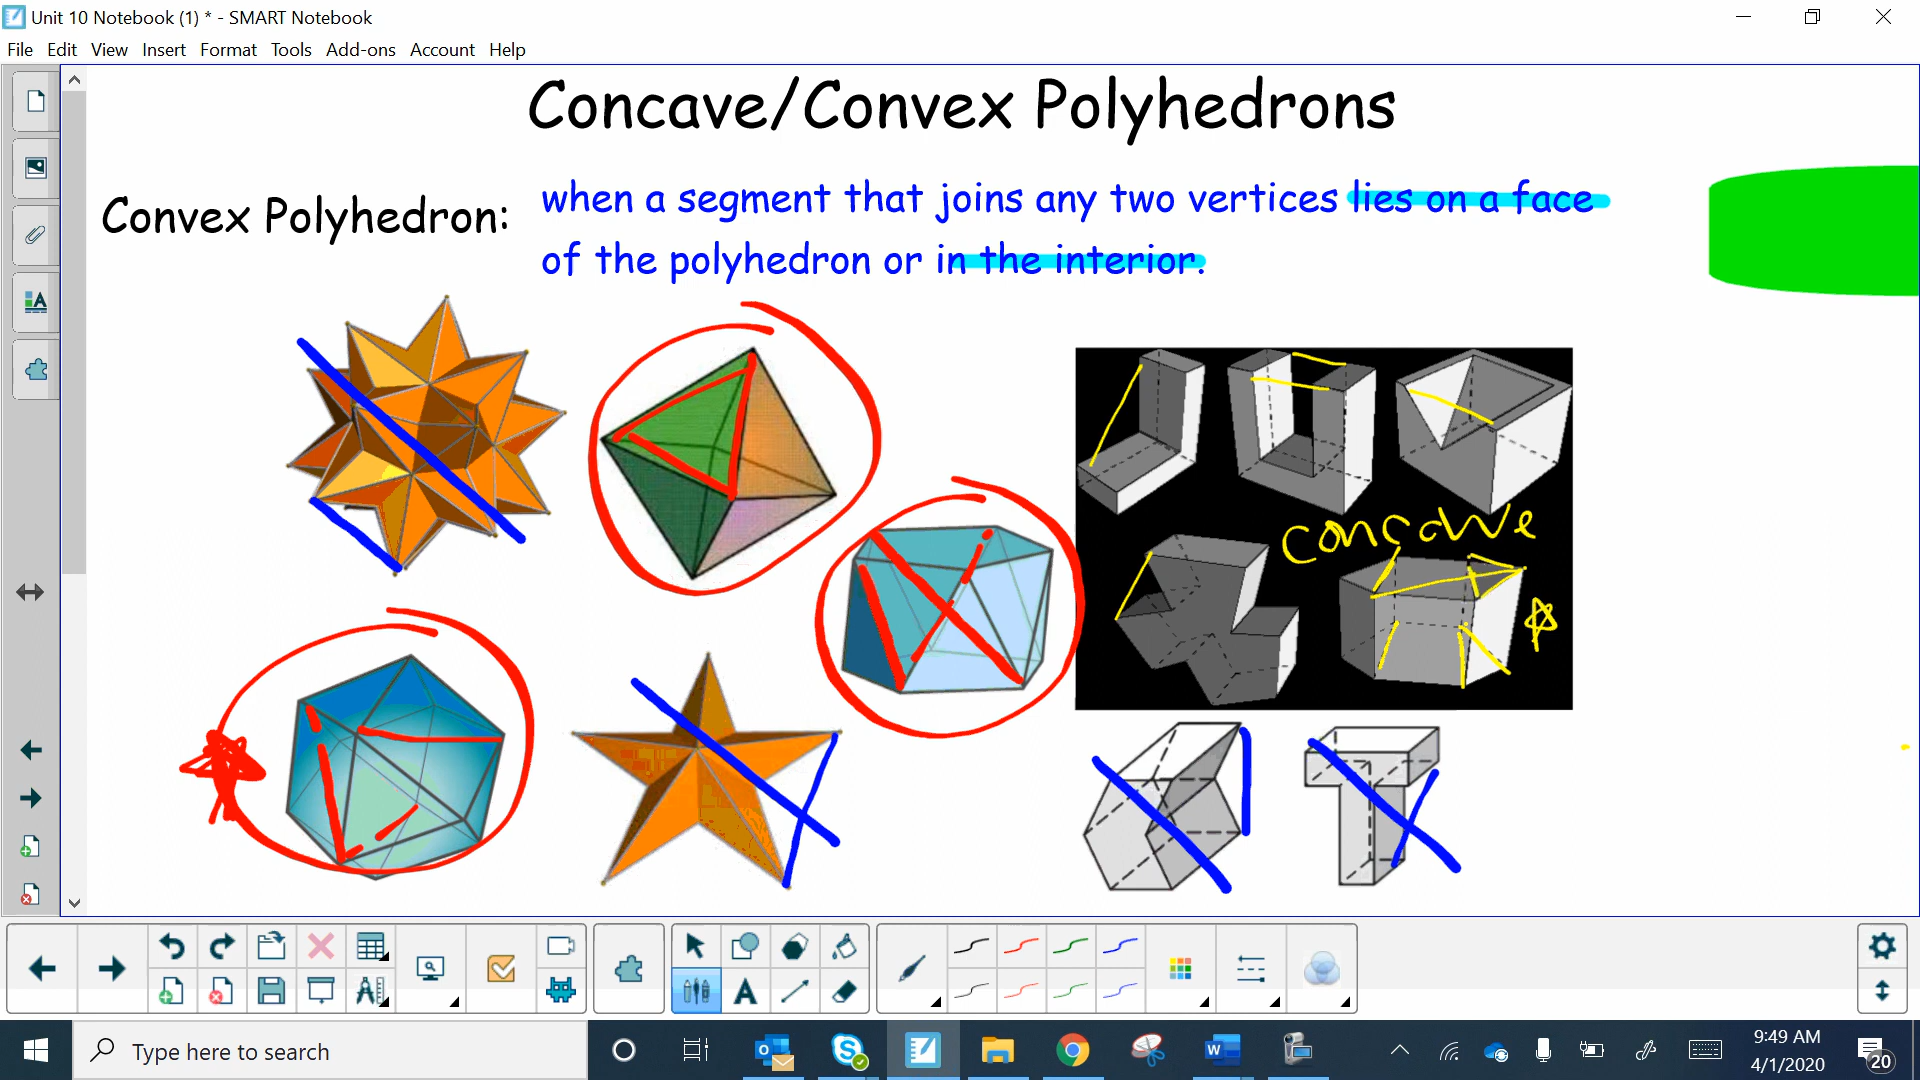 Unit 10 Notebook (1) * - SMART Notebook
File Edit View Insert Format Tools Add-ons Account Help
Concave/Convex Polyhedrons
Convex Polyhedron:
when a segment that joins any two vertices lies on a face
of the polyhedron or in the interior.
concave
Type here to search
9:49 AM
4/1/2020
20